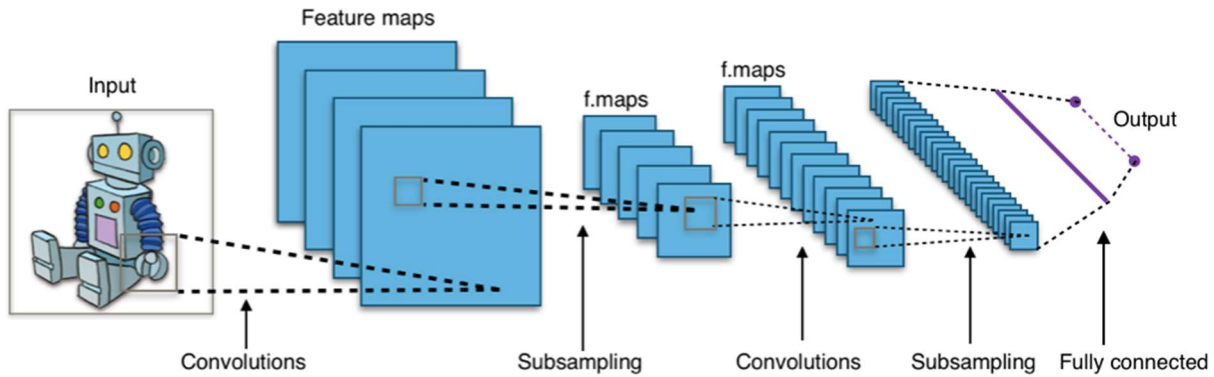 Feature maps
Input
f.maps
f.maps
Output
Convolutions
Subsampling
Convolutions
Subsampling
Fully connected